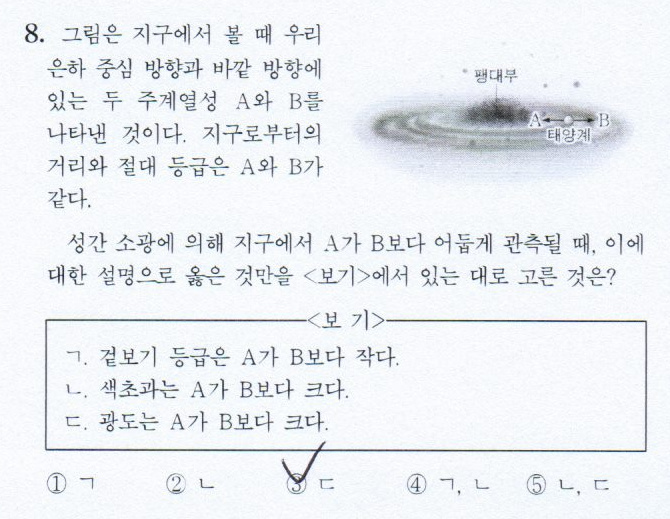 8. 그림은 지구에서 볼 때 우리
은하 중심 방향과 바깥 방향에
있는 두 주계열성 A와 B를
나타낸 것이다. 지구로부터의
거리와 절대 등급은 A와 B가
같다.
팽대부
A B
태양계
성간 소광에 의해 지구에서 A가 B보다 어둡게 관측될 때, 이에
대한 설명으로 옳은 것만을 <보기>에서 있는 대로 고른 것은?
<보 기>
ㄱ. 겉보기 등급은 A가 B보다 작다.
ㄴ. 색초과는 A가 B보다 크다.
ㄷ. 광도는 A가 B보다 크다.
① ㄱ ② ㄴ ③ ㄷ ④ ㄱ, ㄴ ⑤ ㄴ, ㄷ